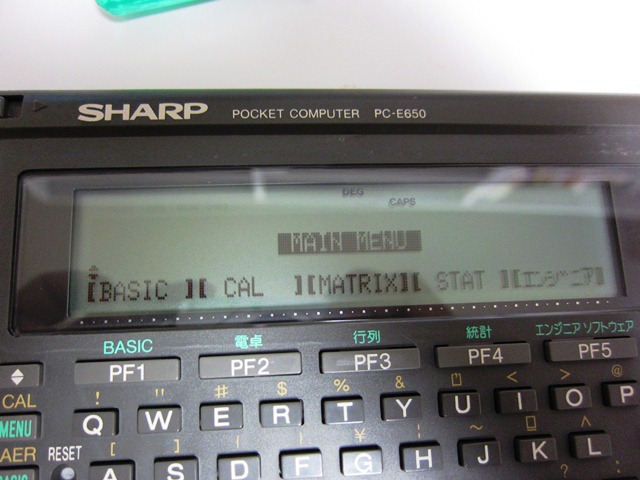 SHARP POCKET COMPUTER PC-E650
DEG CAPS
MAIN MENU
[BASIC ][ CAL ][MATRIX][ STAT ][エンジニア]
BASIC 電卓 行列 統計 エンジニア ソフトウェア
PF1 PF2 PF3 PF4 PF5
CAL ! " # $ % & < > @
MENU Q W E R T Y U I O P
AER RESET [ ] { } ¥ : ~ ^
BASIC A S D F G H J K L